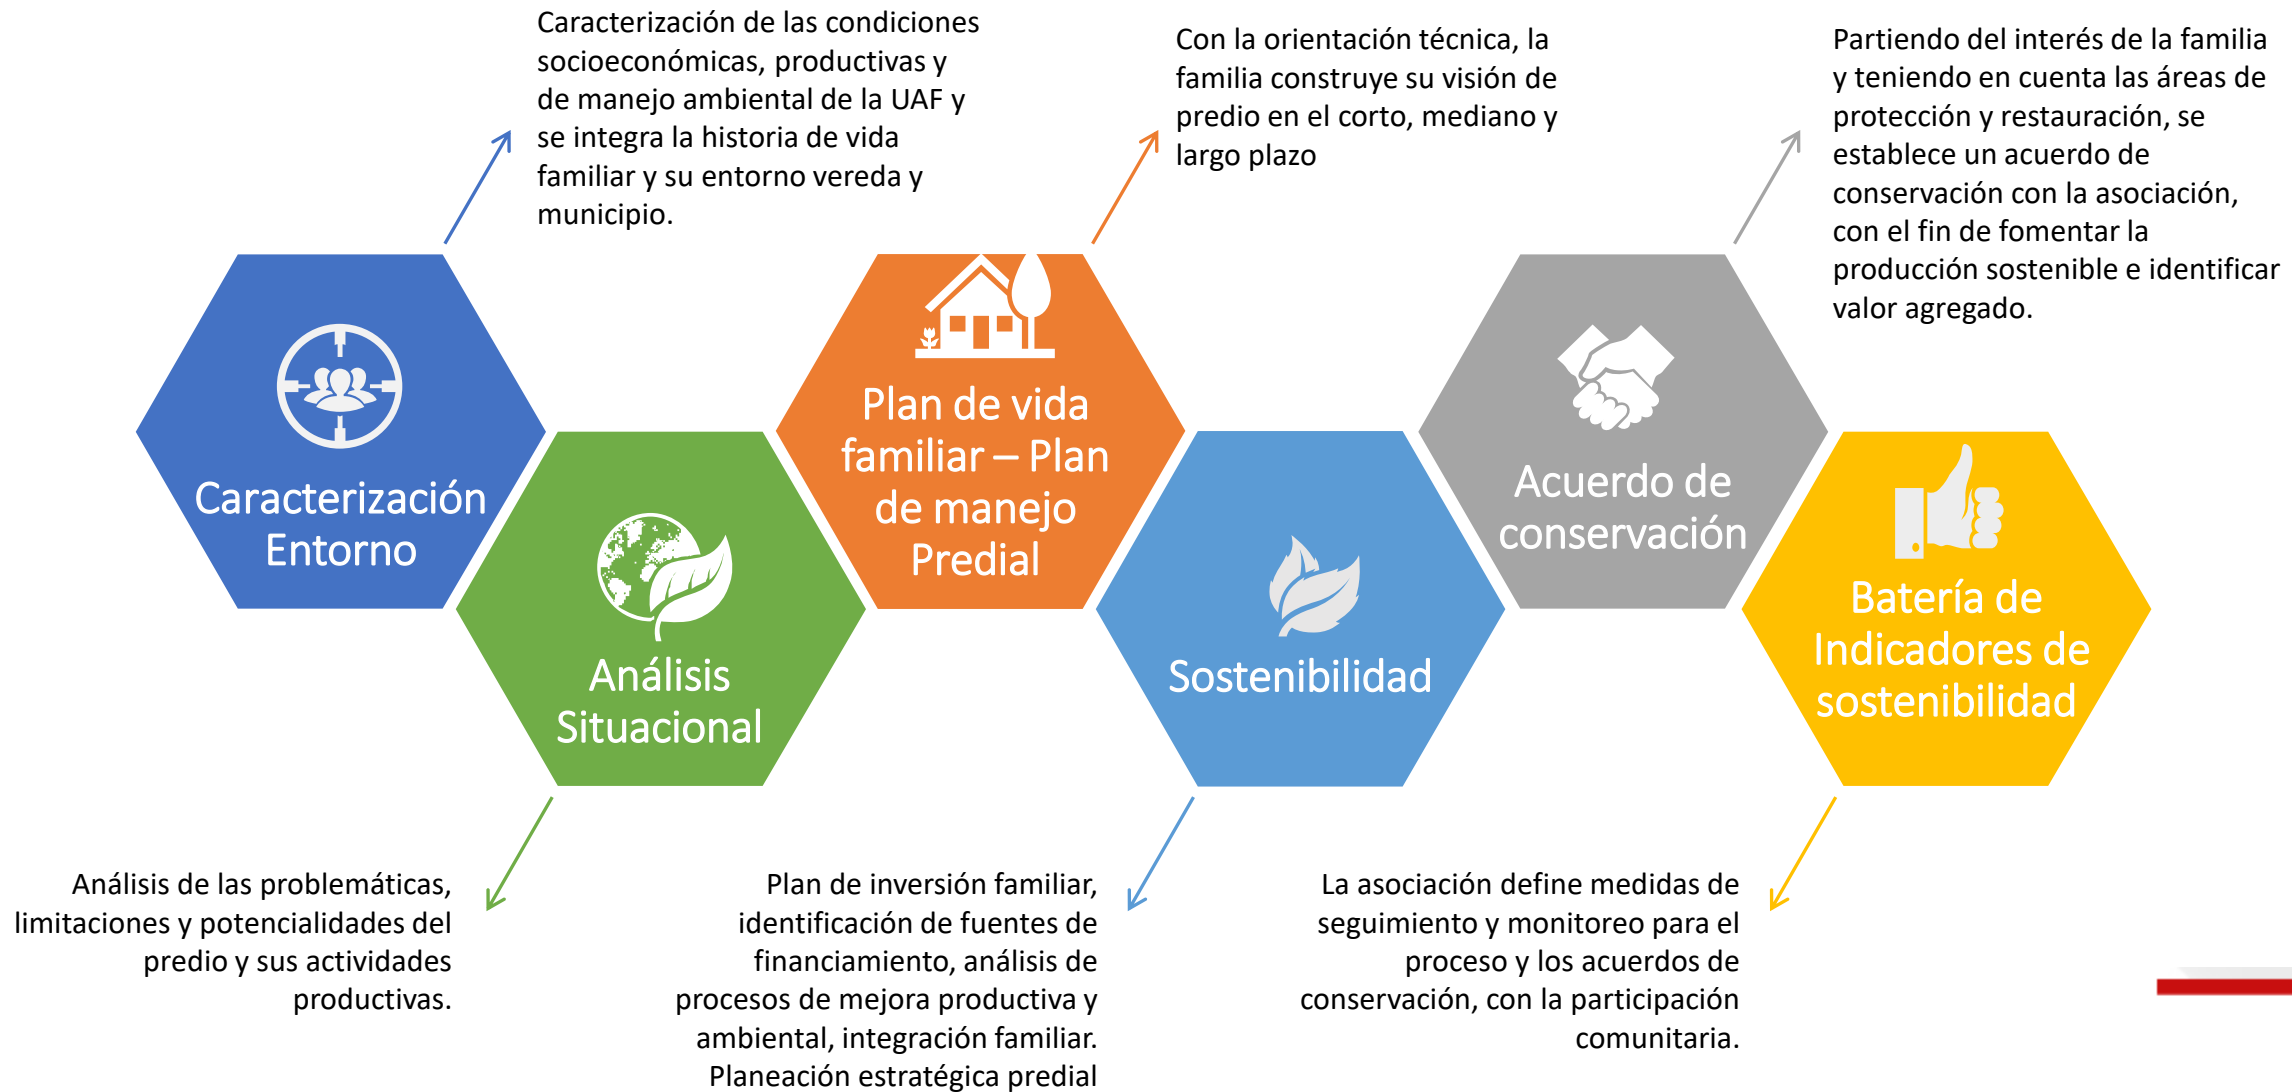 Caracterización de las condiciones
socioeconómicas, productivas y
de manejo ambiental de la UAF y
se integra la historia de vida
familiar y su entorno vereda y
municipio.
Con la orientación técnica, la
familia construye su visión de
predio en el corto, mediano y
largo plazo
Partiendo del interés de la familia
y teniendo en cuenta las áreas de
protección y restauración, se
establece un acuerdo de
conservación con la asociación,
con el fin de fomentar la
producción sostenible e identificar
valor agregado.
Caracterización
Entorno
Análisis
Situacional
Plan de vida
familiar – Plan
de manejo
Predial
Sostenibilidad
Acuerdo de
conservación
Batería de
Indicadores de
sostenibilidad
Análisis de las problemáticas,
limitaciones y potencialidades del
predio y sus actividades
productivas.
Plan de inversión familiar,
identificación de fuentes de
financiamiento, análisis de
procesos de mejora productiva y
ambiental, integración familiar.
Planeación estratégica predial
La asociación define medidas de
seguimiento y monitoreo para el
proceso y los acuerdos de
conservación, con la participación
comunitaria.